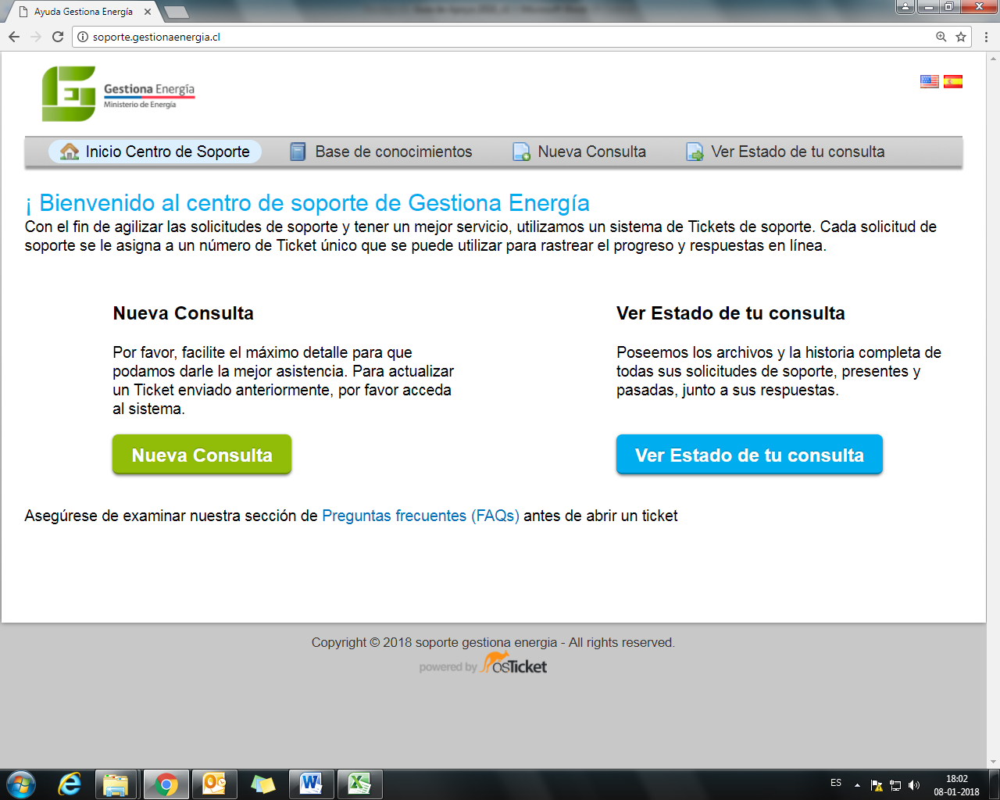 Ayuda Gestiona Energía
soporte.gestionaenergia.cl
Gestiona Energía
Ministerio de Energía
Inicio Centro de Soporte
Base de conocimientos
Nueva Consulta
Ver Estado de tu consulta
¡ Bienvenido al centro de soporte de Gestiona Energía
Con el fin de agilizar las solicitudes de soporte y tener un mejor servicio, utilizamos un sistema de Tickets de soporte. Cada solicitud de
soporte se le asigna a un número de Ticket único que se puede utilizar para rastrear el progreso y respuestas en línea.
Nueva Consulta
Por favor, facilite el máximo detalle para que
podamos darle la mejor asistencia. Para actualizar
un Ticket enviado anteriormente, por favor acceda
al sistema.
Nueva Consulta
Ver Estado de tu consulta
Poseemos los archivos y la historia completa de
todas sus solicitudes de soporte, presentes y
pasadas, junto a sus respuestas.
Ver Estado de tu consulta
Asegúrese de examinar nuestra sección de Preguntas frecuentes (FAQs) antes de abrir un ticket
Copyright © 2018 soporte gestiona energia - All rights reserved.
powered by osTicket
ES
18:02
08-01-2018